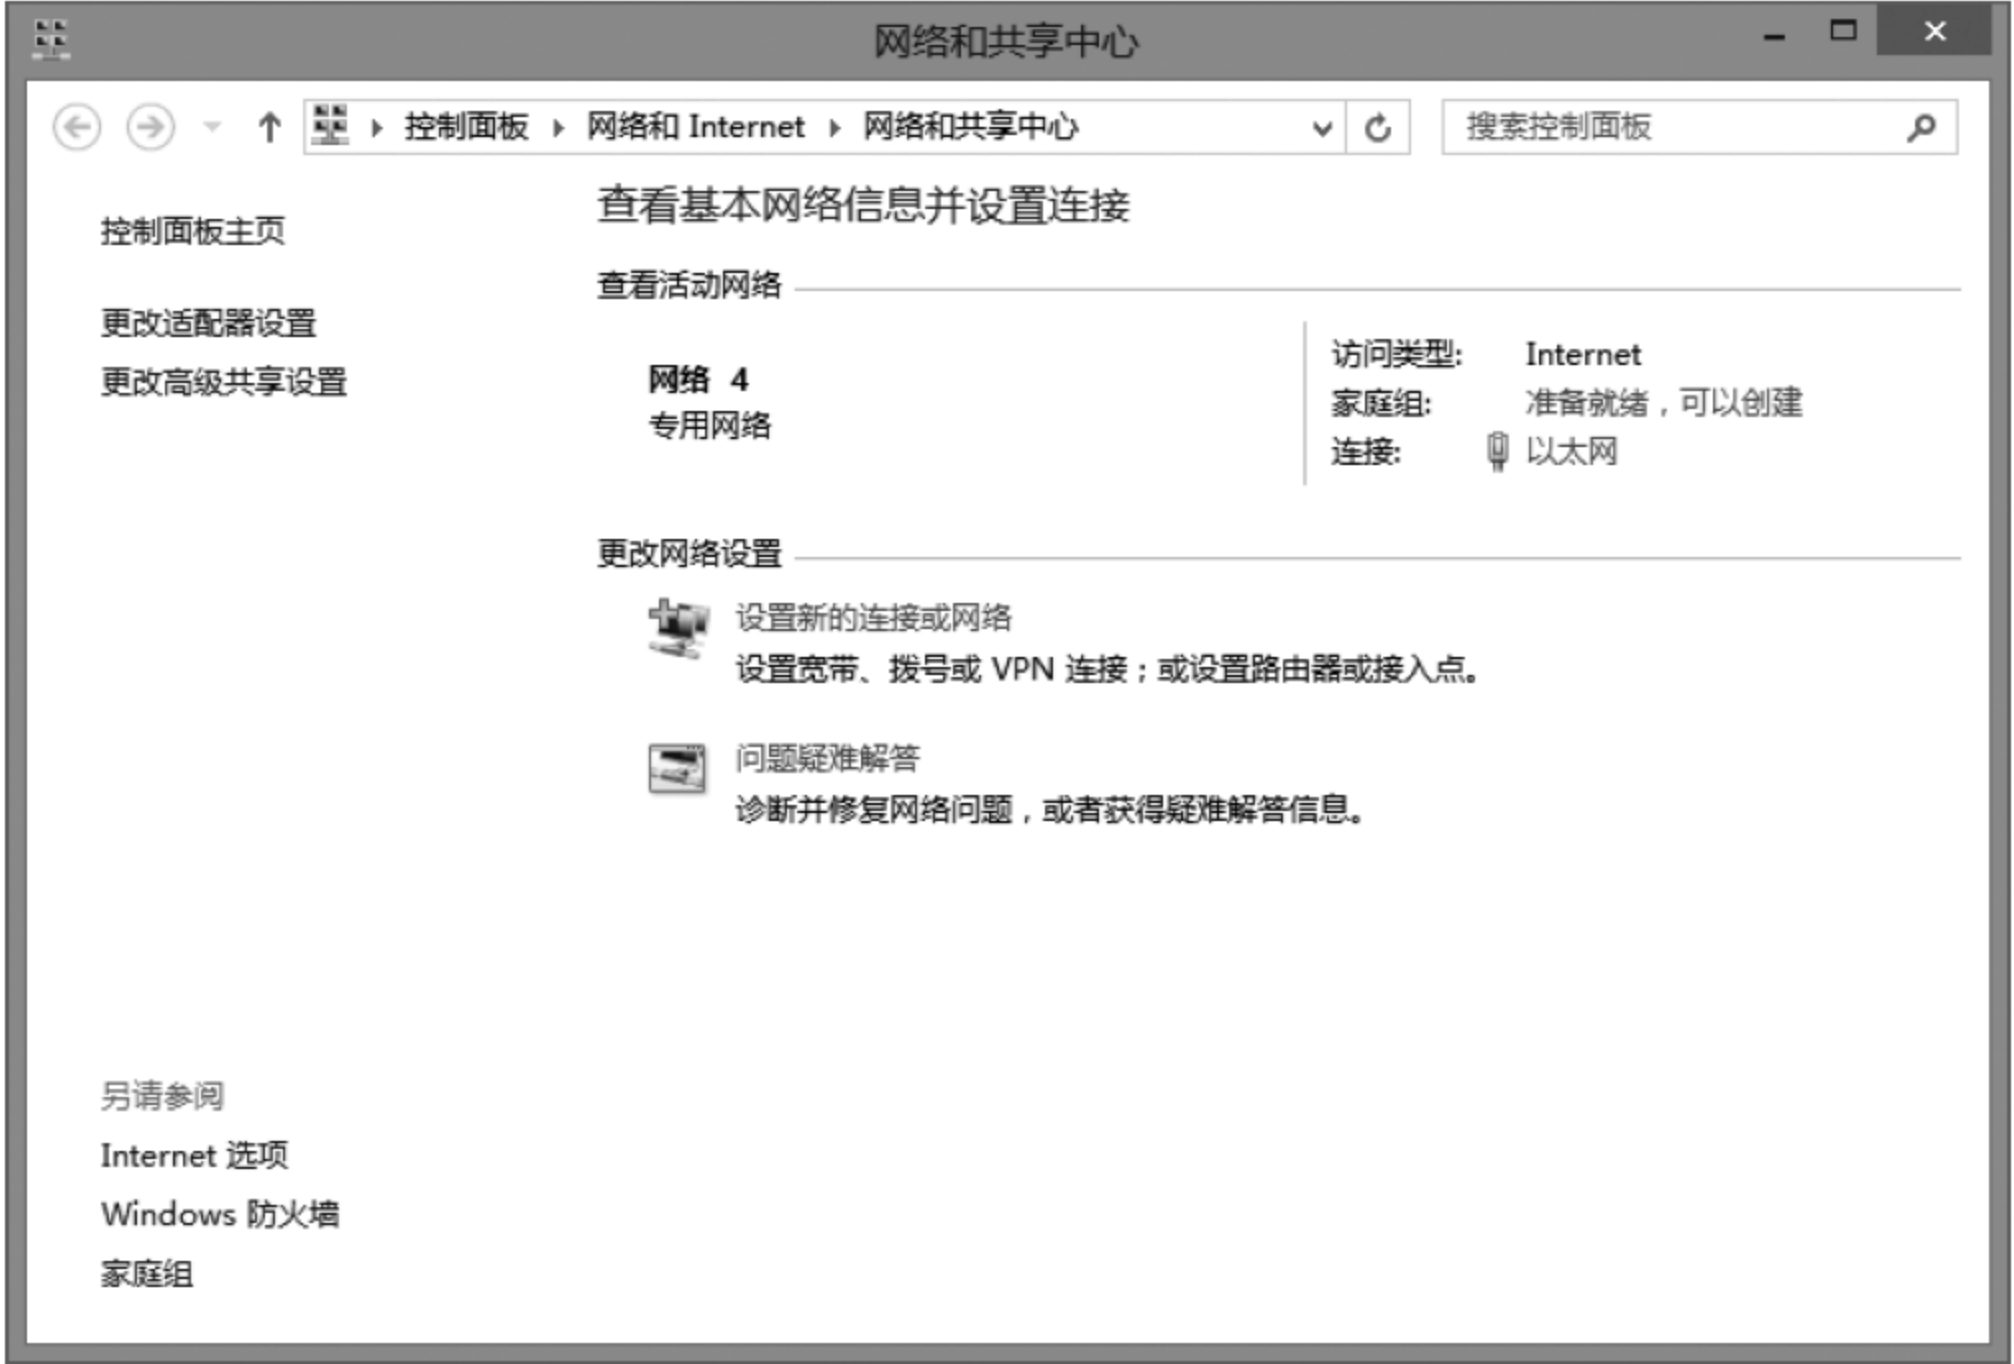 网络和共享中心
控制面板 网络和 Internet 网络和共享中心 搜索控制面板
控制面板主页
更改适配器设置
更改高级共享设置
查看基本网络信息并设置连接
查看活动网络
网络 4
专用网络
访问类型: Internet
家庭组: 准备就绪，可以创建
连接: 以太网
更改网络设置
设置新的连接或网络
设置宽带、拨号或 VPN 连接；或设置路由器或接入点。
问题疑难解答
诊断并修复网络问题，或者获得疑难解答信息。
另请参阅
Internet 选项
Windows 防火墙
家庭组